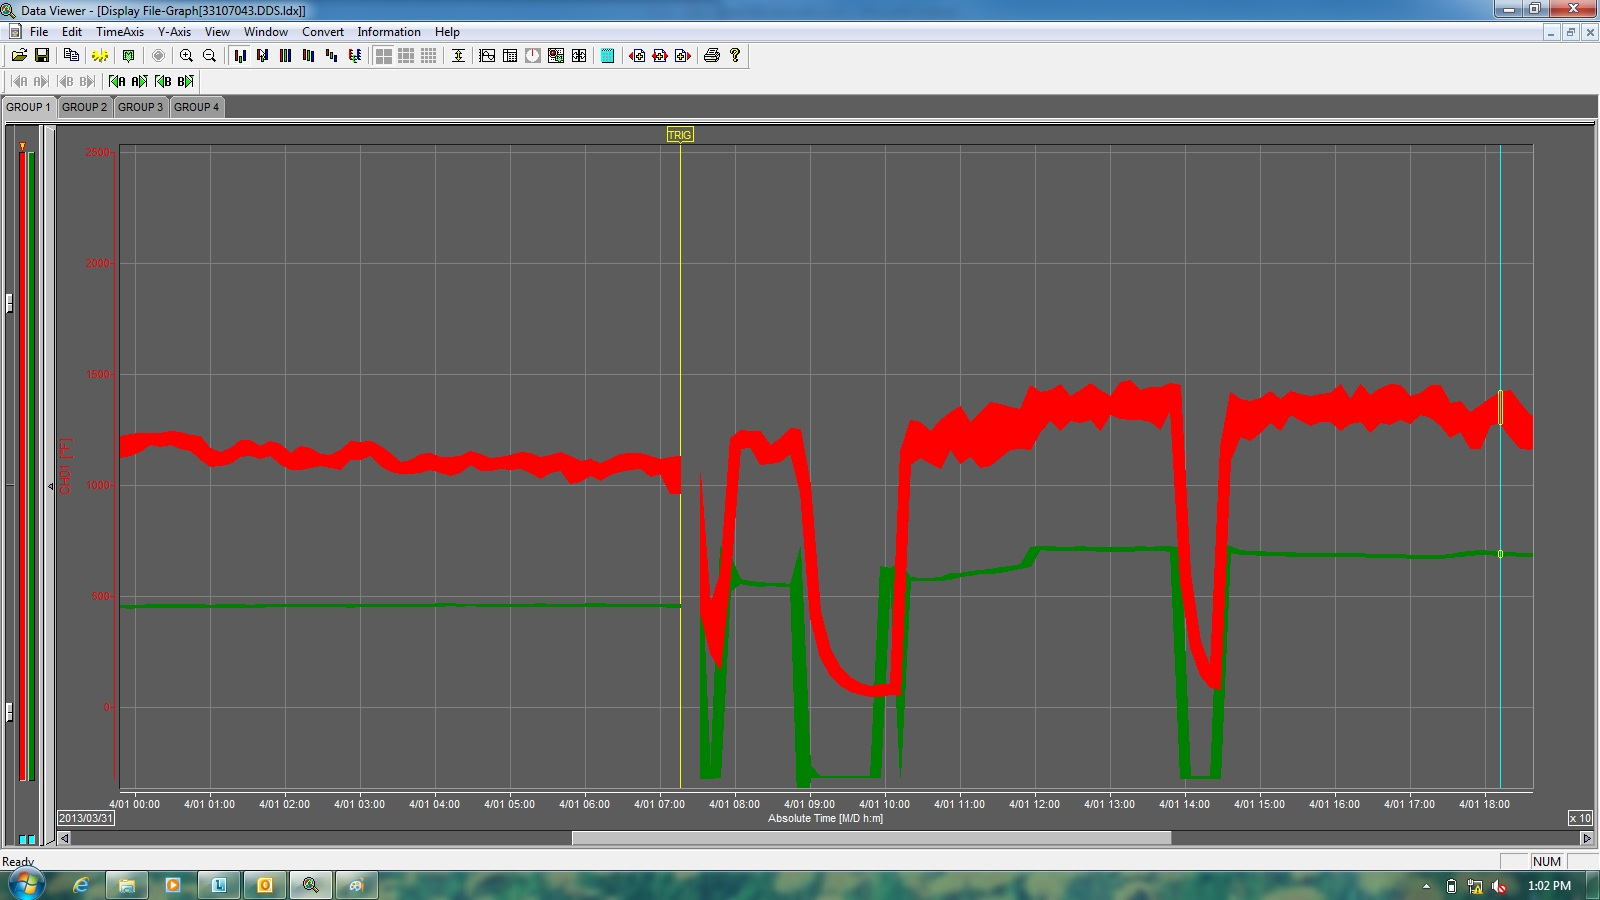 Data Viewer - [Display File-Graph[33107043.DDS.ldx]]
File Edit TimeAxis Y-Axis View Window Convert Information Help
A A B B A A B B
GROUP 1 GROUP 2 GROUP 3 GROUP 4
TRIG
2500
2000
1500
1000
500
0
CH01 [°F]
4/01 00:00 4/01 01:00 4/01 02:00 4/01 03:00 4/01 04:00 4/01 05:00 4/01 06:00 4/01 07:00 4/01 08:00 4/01 09:00 4/01 10:00 4/01 11:00 4/01 12:00 4/01 13:00 4/01 14:00 4/01 15:00 4/01 16:00 4/01 17:00 4/01 18:00
2013/03/31 Absolute Time [M/D h:m] x 10
Ready NUM
1:02 PM